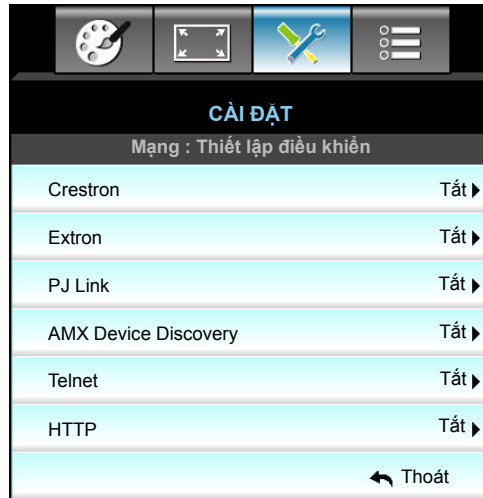 CÀI ĐẶT
Mạng : Thiết lập điều khiển
Crestron Tắt
Extron Tắt
PJ Link Tắt
AMX Device Discovery Tắt
Telnet Tắt
HTTP Tắt
Thoát